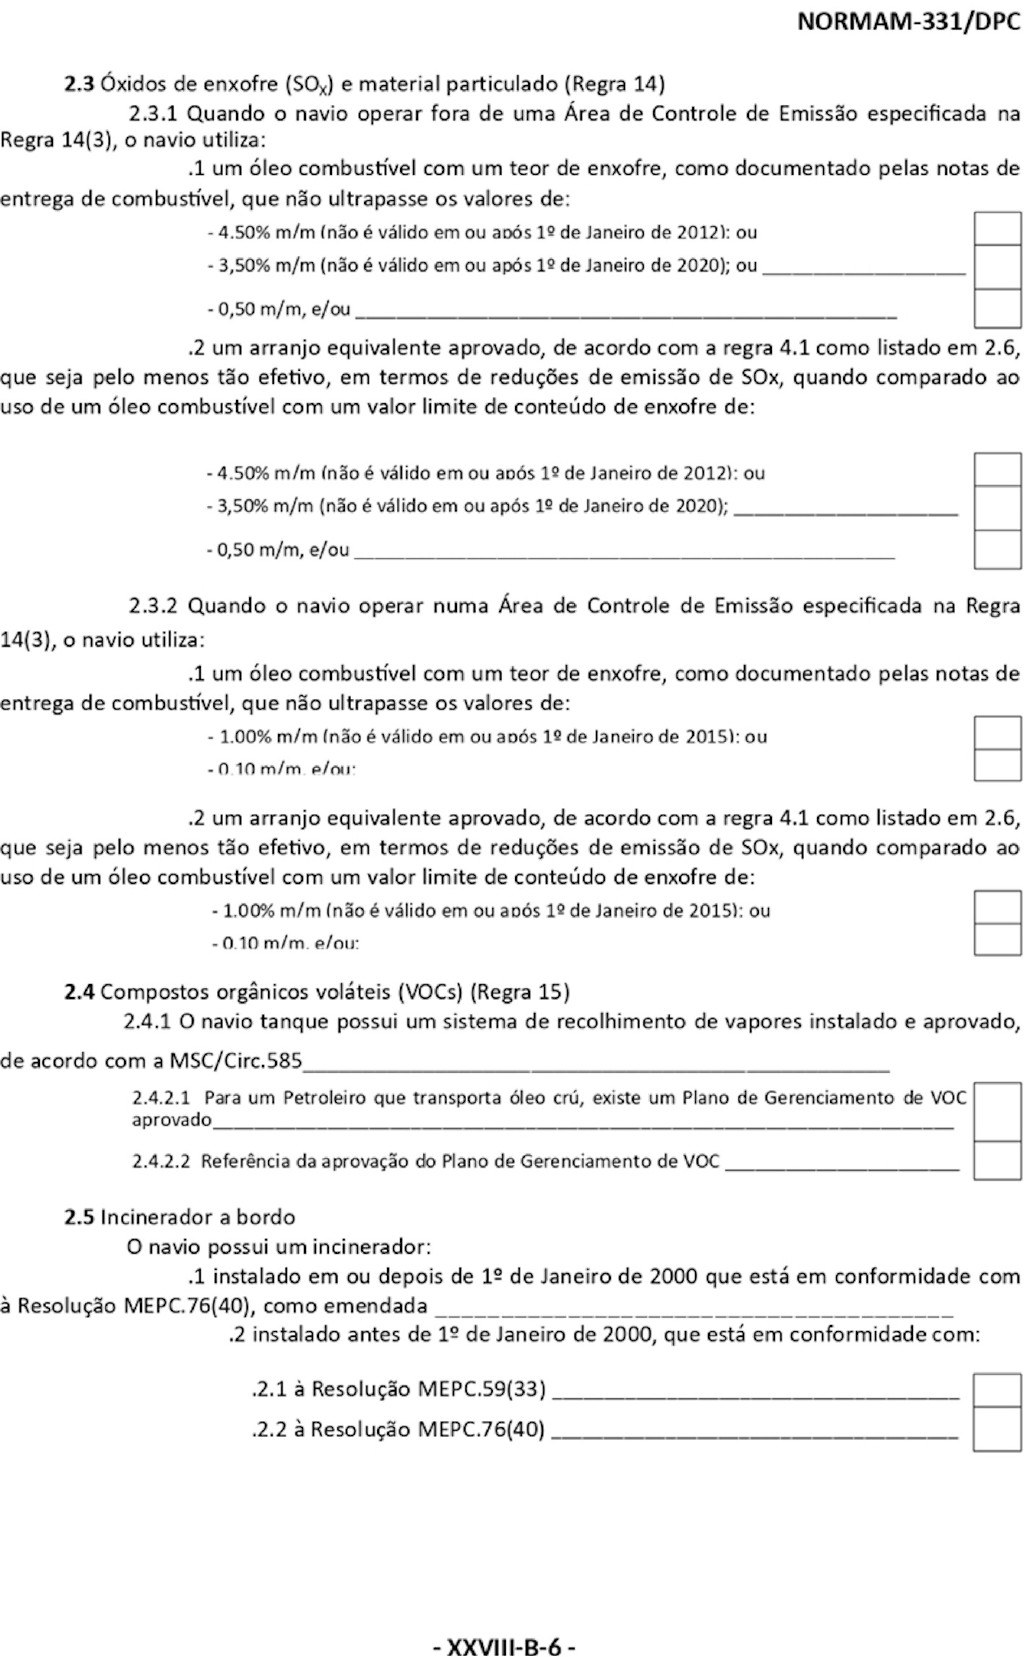 NORMAM-331/DPC
2.3 Óxidos de enxofre (SOX) e material particulado (Regra 14)
2.3.1 Quando o navio operar fora de uma Área de Controle de Emissão especificada na
Regra 14(3), o navio utiliza:
.1 um óleo combustível com um teor de enxofre, como documentado pelas notas de
entrega de combustível, que não ultrapasse os valores de:
- 4.50% m/m (não é válido em ou após 1º de Janeiro de 2012); ou
- 3,50% m/m (não é válido em ou após 1º de Janeiro de 2020); ou ____________________
- 0,50 m/m, e/ou ____________________
.2 um arranjo equivalente aprovado, de acordo com a regra 4.1 como listado em 2.6,
que seja pelo menos tão efetivo, em termos de reduções de emissão de SOx, quando comparado ao
uso de um óleo combustível com um valor limite de conteúdo de enxofre de:
- 4.50% m/m (não é válido em ou após 1º de Janeiro de 2012); ou
- 3,50% m/m (não é válido em ou após 1º de Janeiro de 2020); ____________________
- 0,50 m/m, e/ou ____________________
2.3.2 Quando o navio operar numa Área de Controle de Emissão especificada na Regra
14(3), o navio utiliza:
.1 um óleo combustível com um teor de enxofre, como documentado pelas notas de
entrega de combustível, que não ultrapasse os valores de:
- 1.00% m/m (não é válido em ou após 1º de Janeiro de 2015); ou
- 0.10 m/m, e/ou:
.2 um arranjo equivalente aprovado, de acordo com a regra 4.1 como listado em 2.6,
que seja pelo menos tão efetivo, em termos de reduções de emissão de SOx, quando comparado ao
uso de um óleo combustível com um valor limite de conteúdo de enxofre de:
- 1.00% m/m (não é válido em ou após 1º de Janeiro de 2015); ou
- 0.10 m/m, e/ou:
2.4 Compostos orgânicos voláteis (VOCs) (Regra 15)
2.4.1 O navio tanque possui um sistema de recolhimento de vapores instalado e aprovado,
de acordo com a MSC/Circ.585____________________
2.4.2.1 Para um Petroleiro que transporta óleo crú, existe um Plano de Gerenciamento de VOC
aprovado____________________
2.4.2.2 Referência da aprovação do Plano de Gerenciamento de VOC ____________________
2.5 Incinerador a bordo
O navio possui um incinerador:
.1 instalado em ou depois de 1º de Janeiro de 2000 que está em conformidade com
à Resolução MEPC.76(40), como emendada ____________________
.2 instalado antes de 1º de Janeiro de 2000, que está em conformidade com:
.2.1 à Resolução MEPC.59(33) ____________________
.2.2 à Resolução MEPC.76(40) ____________________
- XXVIII-B-6 -